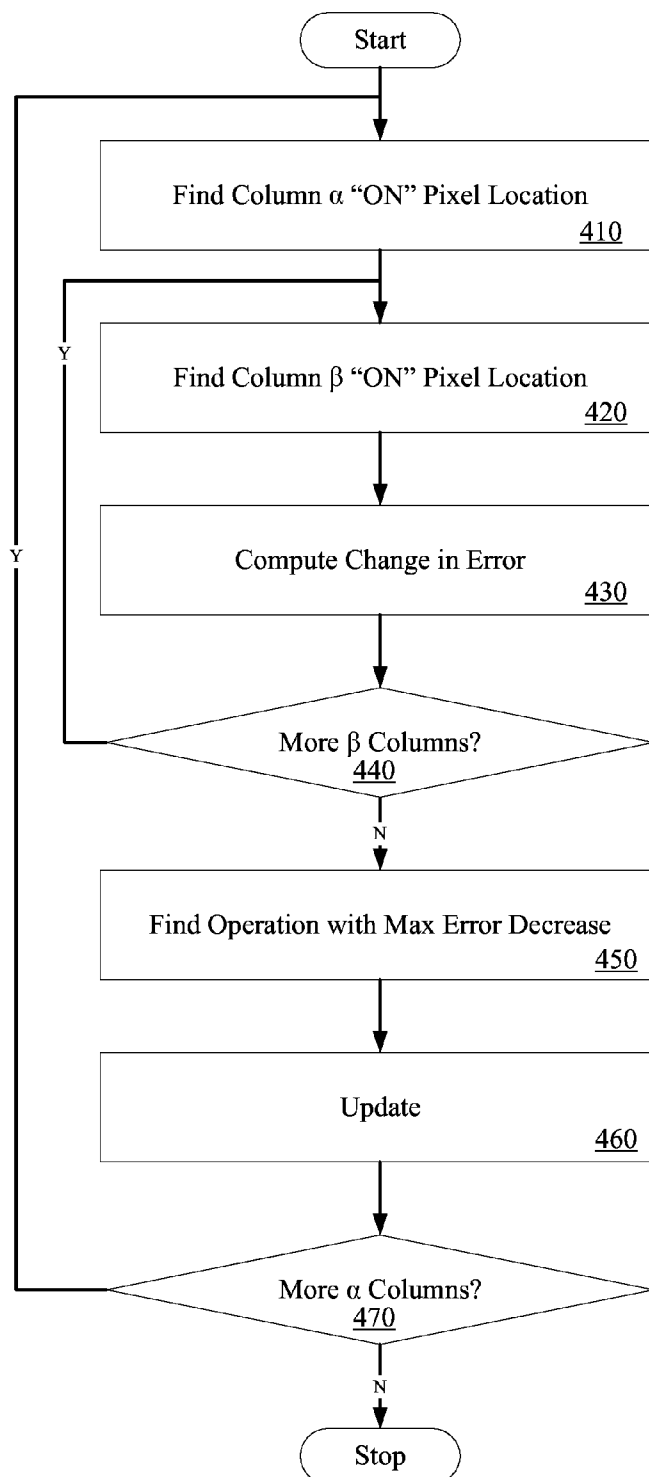 Start
Find Column α “ON” Pixel Location
410
Y
Find Column β “ON” Pixel Location
420
Y
Compute Change in Error
430
More β Columns?
440
N
Find Operation with Max Error Decrease
450
Update
460
More α Columns?
470
N
Stop